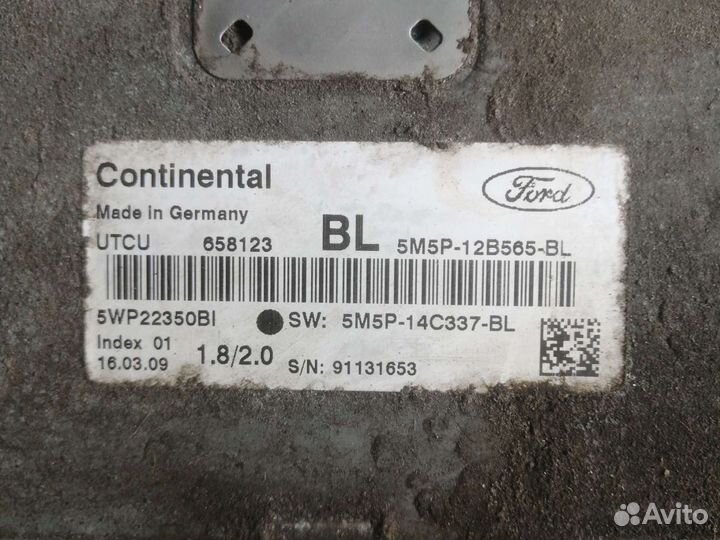 Continental
Ford
Made in Germany
UTCU 658123 BL 5M5P-12B565-BL
5WP22350BI SW: 5M5P-14C337-BL
Index 01
16.03.09 1.8/2.0 S/N: 91131653
Avito